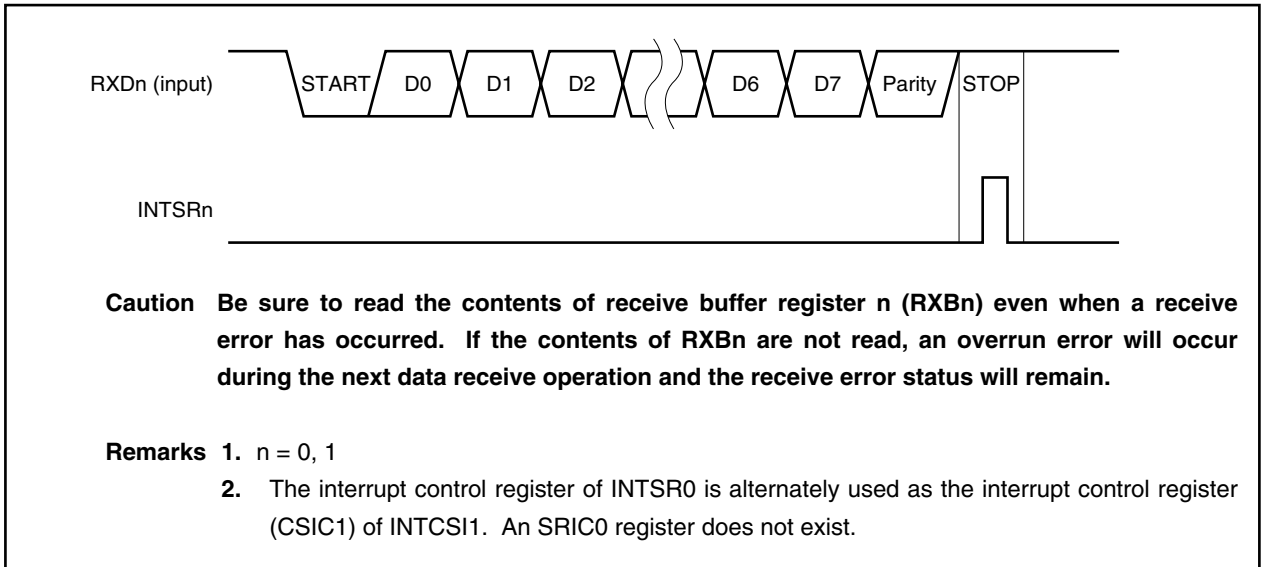 RXDn (input) START D0 D1 D2 D6 D7 Parity STOP
INTSRn
Caution Be sure to read the contents of receive buffer register n (RXBn) even when a receive
error has occurred. If the contents of RXBn are not read, an overrun error will occur
during the next data receive operation and the receive error status will remain.
Remarks 1. n = 0, 1
2. The interrupt control register of INTSR0 is alternately used as the interrupt control register
(CSIC1) of INTCSI1. An SRIC0 register does not exist.